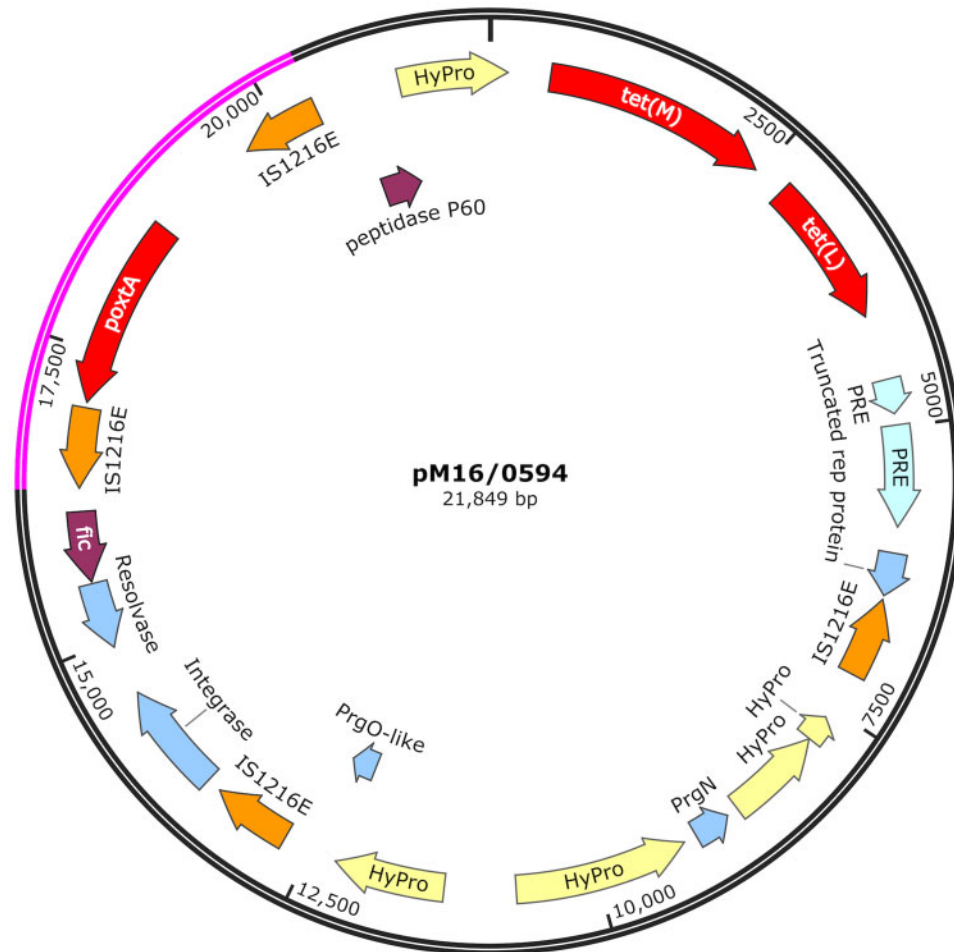 HyPro
tet(M)
2500
tet(L)
Truncated rep protein
PRE
5000
PRE
IS1216E
7500
HyPro
HyPro
PrgN
HyPro
10,000
HyPro
12,500
PrgO-like
IS1216E
Integrase
15,000
Resolvase
fic
IS1216E
17,500
poxtA
20,000
IS1216E
peptidase P60
pM16/0594
21,849 bp